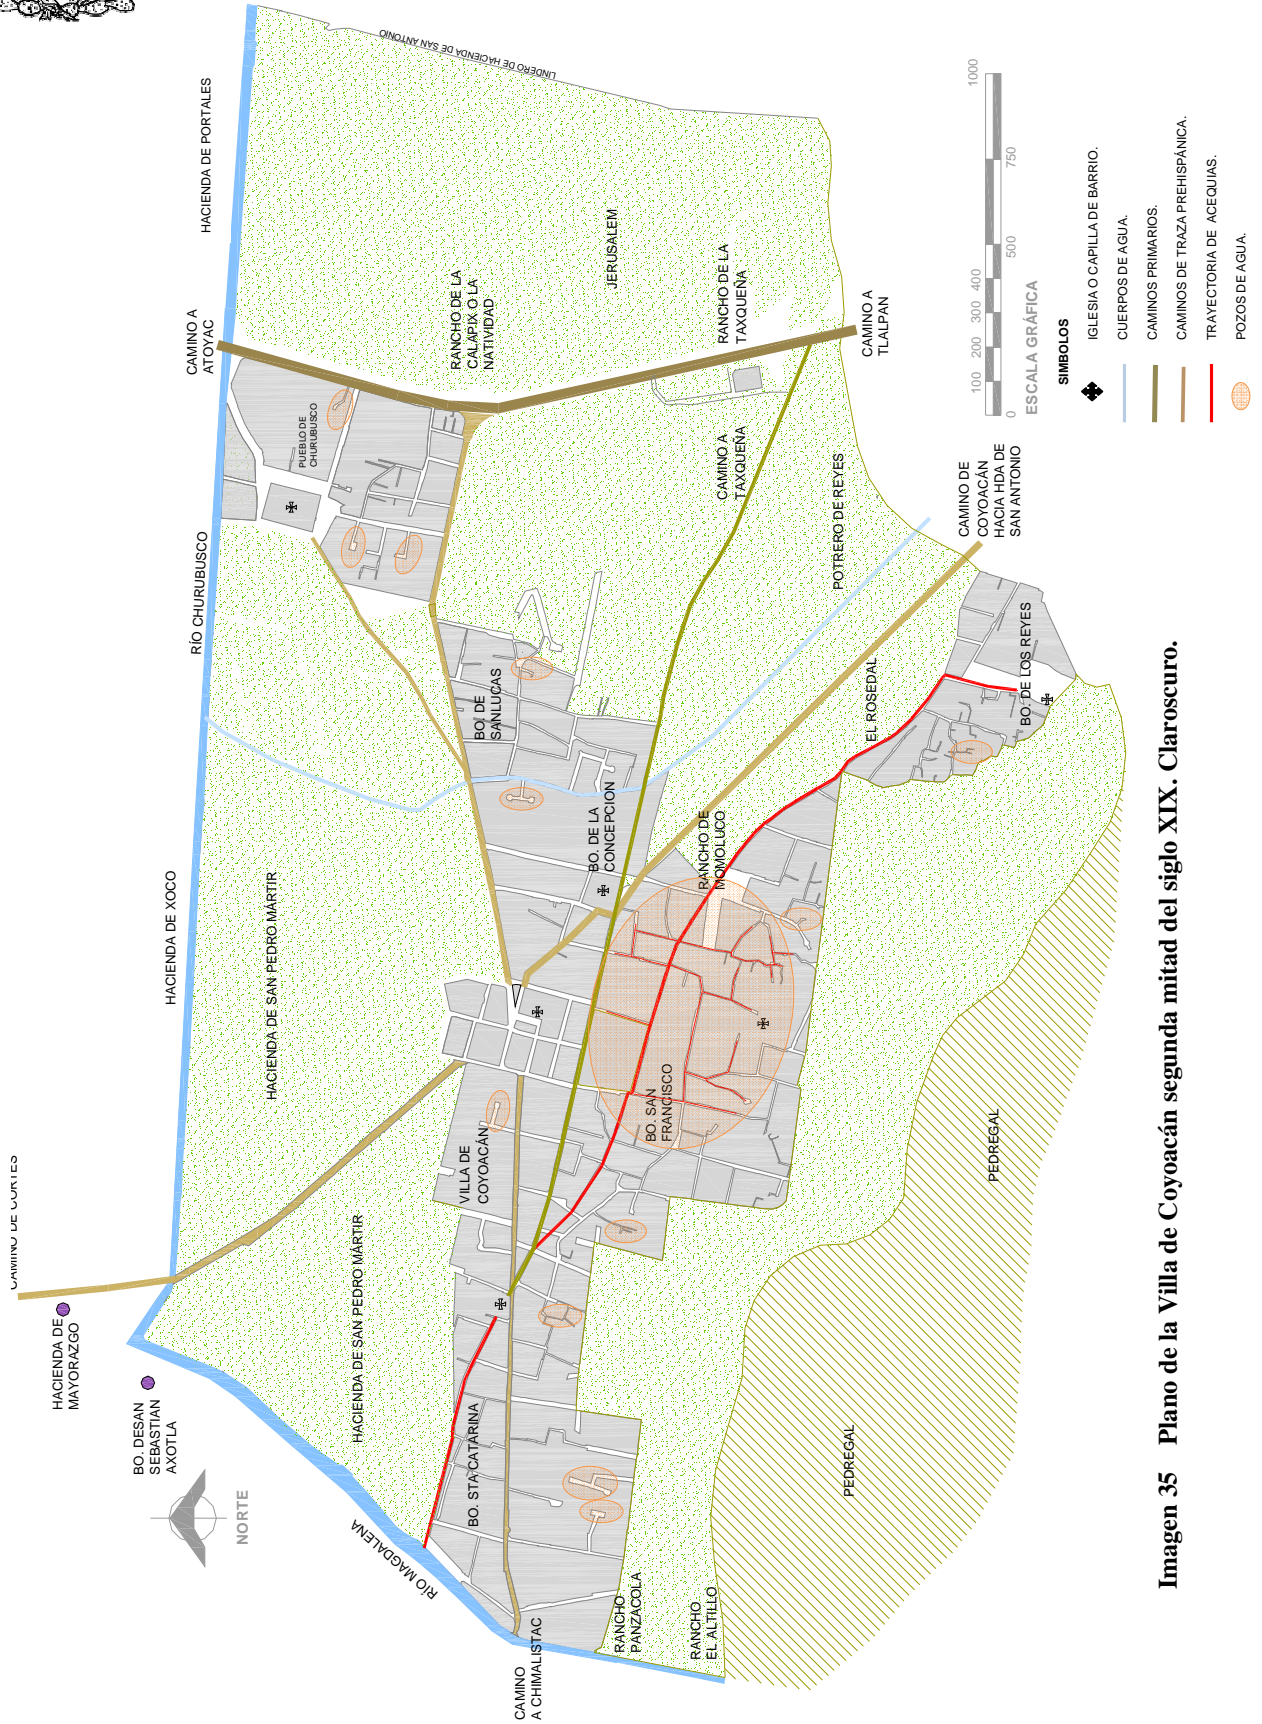 CAMINO DE CORTES
HACIENDA DE
MAYORAZGO
BO. DESAN
SEBASTIAN
AXOTLA
NORTE
RÍO MAGDALENA
CAMINO
A CHIMALISTAC
RANCHO
PANZACOLA
RANCHO
EL ALTILLO
HACIENDA DE SAN PEDRO MÁRTIR
BO. STA CATARINA
VILLA DE
COYOACÁN
HACIENDA DE XOCO
HACIENDA DE SAN PEDRO MÁRTIR
RÍO CHURUBUSCO
HACIENDA DE PORTALES
CAMINO A
ATOYAC
PUEBLO DE
CHURUBUSCO
LINDERO DE HACIENDA DE SAN ANTONIO
RANCHO DE LA
CALAPIX O LA
NATIVIDAD
JERUSALEM
RANCHO DE LA
TAXQUEÑA
CAMINO A
TLALPAN
CAMINO A
TAXQUEÑA
POTRERO DE REYES
CAMINO DE
COYOACÁN
HACIA HDA DE
SAN ANTONIO
BO. DE
SANLUCAS
BO. DE LA
CONCEPCION
RANCHO DE
MOMOLUCO
BO. SAN
FRANCISCO
EL ROSEDAL
BO. DE LOS REYES
PEDREGAL
PEDREGAL
0 100 200 300 400 500 750 1000
ESCALA GRÁFICA
SIMBOLOS
IGLESIA O CAPILLA DE BARRIO.
CUERPOS DE AGUA.
CAMINOS PRIMARIOS.
CAMINOS DE TRAZA PREHISPÁNICA.
TRAYECTORIA DE ACEQUIAS.
POZOS DE AGUA.
Imagen 35 Plano de la Villa de Coyoacán segunda mitad del siglo XIX. Claroscuro.